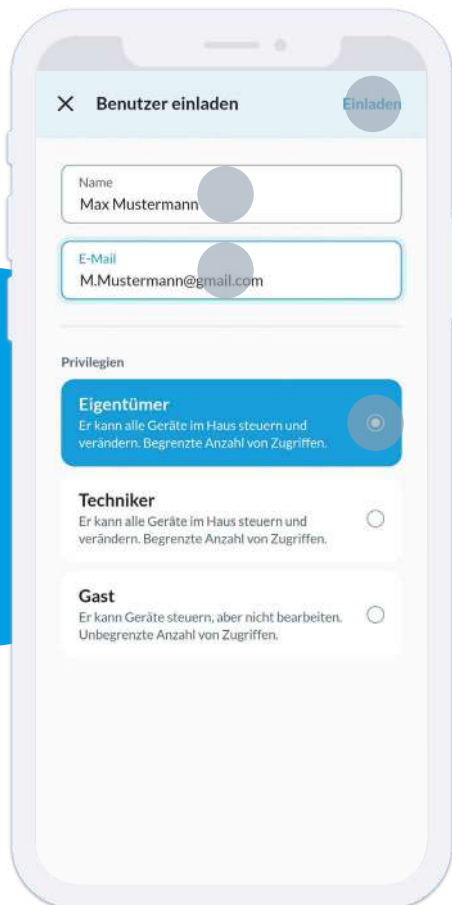 Benutzer einladen
Einladen
Name
Max Mustermann
E-Mail
M.Mustermann@gmail.com
Privilegien
Eigentümer
Er kann alle Geräte im Haus steuern und
verändern. Begrenzte Anzahl von Zugriffen.
Techniker
Er kann alle Geräte im Haus steuern und
verändern. Begrenzte Anzahl von Zugriffen.
Gast
Er kann Geräte steuern, aber nicht bearbeiten.
Unbegrenzte Anzahl von Zugriffen.